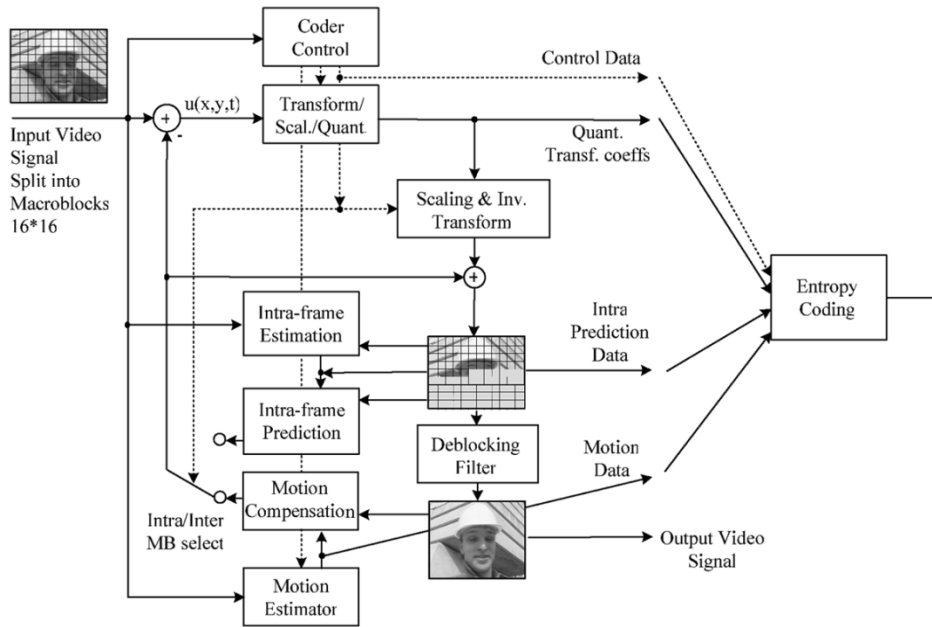 Coder
Control
Control Data
u(x,y,t)
Transform/
Scal./Quant.
-
Input Video
Signal
Split into
Macroblocks
16*16
Quant.
Transf. coeffs
Scaling & Inv.
Transform
+
+
Entropy
Coding
Intra-frame
Estimation
Intra
Prediction
Data
Intra-frame
Prediction
Deblocking
Filter
Motion
Data
Motion
Compensation
Intra/Inter
MB select
Output Video
Signal
Motion
Estimator